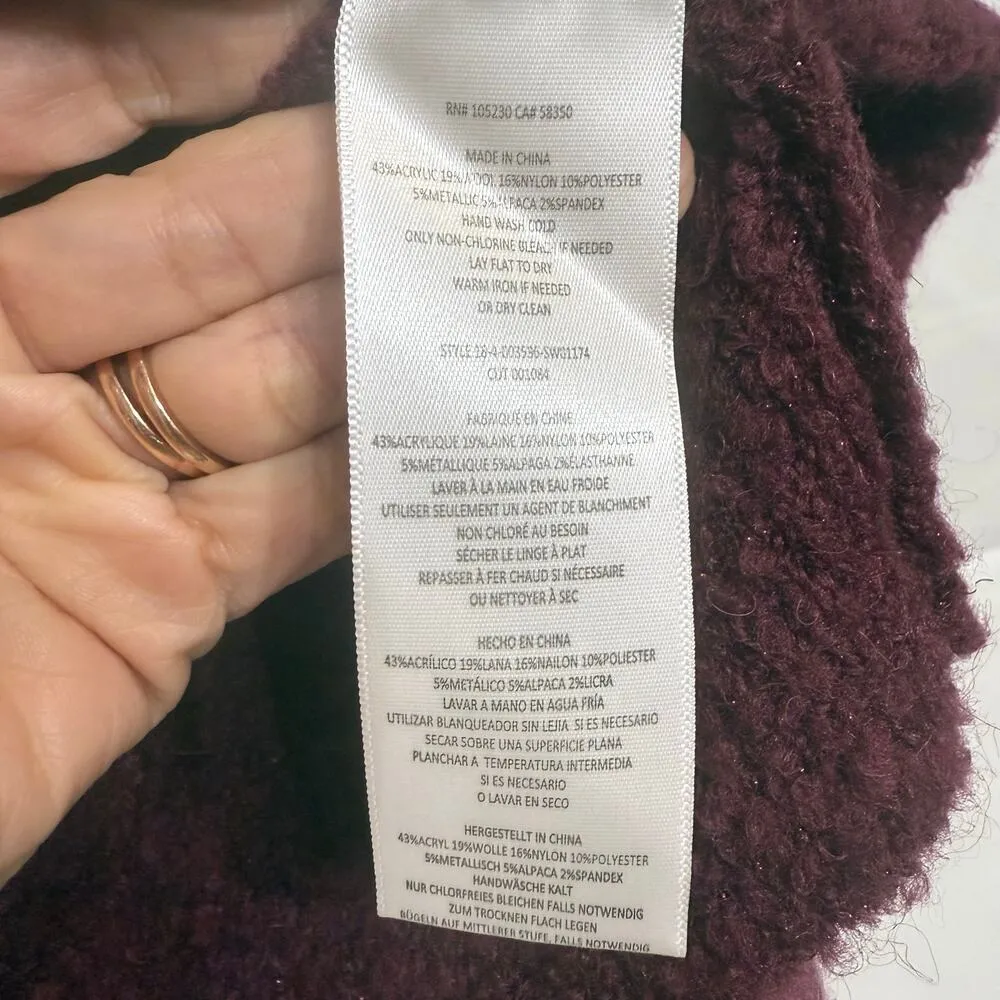 RN# 105230 CA# 58350
MADE IN CHINA
43%ACRYLIC 19%WOOL 16%NYLON 10%POLYESTER
5%METALLIC 5%ALPACA 2%SPANDEX
HAND WASH COLD
ONLY NON-CHLORINE BLEACH IF NEEDED
LAY FLAT TO DRY
WARM IRON IF NEEDED
OR DRY CLEAN
STYLE 18-4-003596-SW01174
CUT 001084
FABRIQUÉ EN CHINE
43%ACRYLIQUE 19%LAINE 16%NYLON 10%POLYESTER
5%METALLIQUE 5%ALPAGA 2%ELASTHANNE
LAVER À LA MAIN EN EAU FROIDE
UTILISER SEULEMENT UN AGENT DE BLANCHIMENT
NON CHLORÉ AU BESOIN
SÉCHER LE LINGE À PLAT
REPASSER À FER CHAUD SI NÉCESSAIRE
OU NETTOYER À SEC
HECHO EN CHINA
43%ACRÍLICO 19%LANA 16%NAILON 10%POLIESTER
5%METÁLICO 5%ALPACA 2%LICRA
LAVAR A MANO EN AGUA FRÍA
UTILIZAR BLANQUEADOR SIN LEJIA SI ES NECESARIO
SECAR SOBRE UNA SUPERFICIE PLANA
PLANCHAR A TEMPERATURA INTERMEDIA
SI ES NECESARIO
O LAVAR EN SECO
HERGESTELLT IN CHINA
43%ACRYL 19%WOLLE 16%NYLON 10%POLYESTER
5%METALLISCH 5%ALPACA 2%SPANDEX
HANDWÄSCHE KALT
NUR CHLORFREIES BLEICHEN FALLS NOTWENDIG
ZUM TROCKNEN FLACH LEGEN
BÜGELN AUF MITTLERER STUFE, FALLS NOTWENDIG